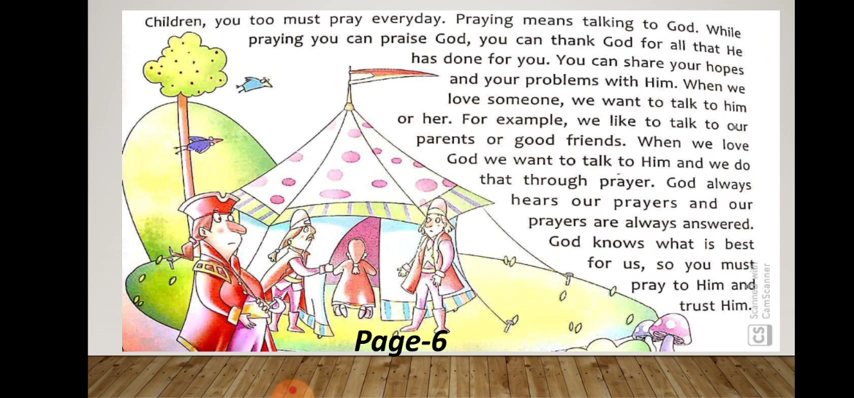 Children, you too must pray everyday. Praying means talking to God. While
praying you can praise God, you can thank God for all that He
has done for you. You can share your hopes
and your problems with Him. When we
love someone, we want to talk to him
or her. For example, we like to talk to our
parents or good friends. When we love
God we want to talk to Him and we do
that through prayer. God always
hears our prayers and our
prayers are always answered.
God knows what is best
for us, so you must
pray to Him and
trust Him.
Scanned with
CamScanner
CS
Page-6